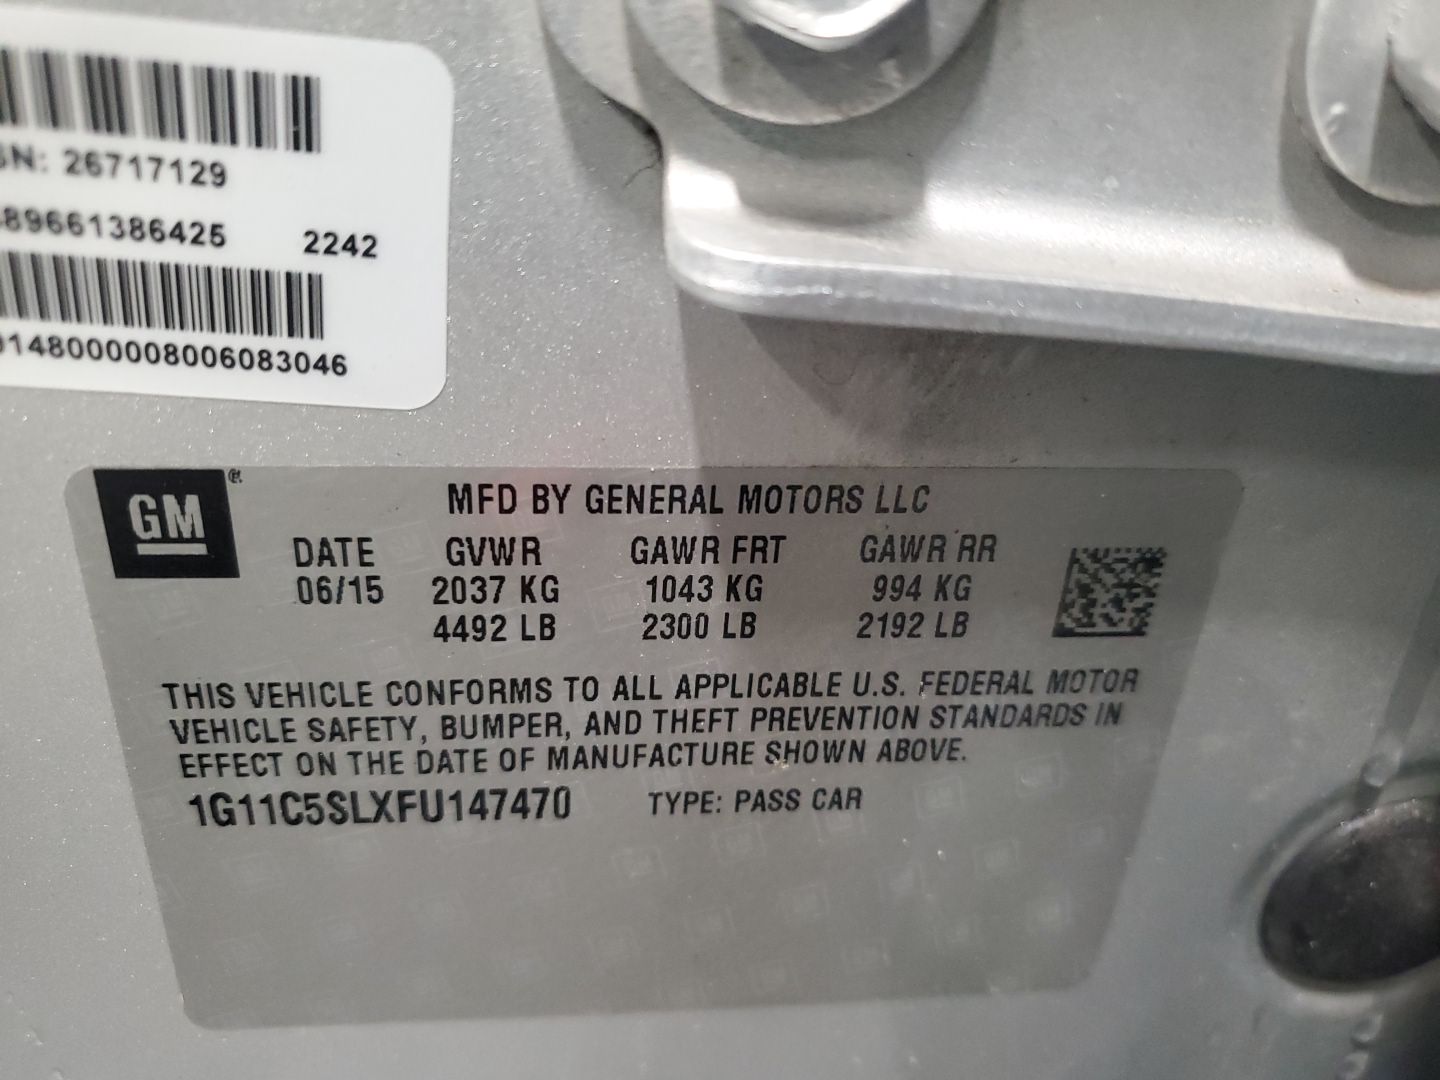 SN: 26717129
89661386425 2242
0148000008006083046
GM
MFD BY GENERAL MOTORS LLC
DATE GVWR GAWR FRT GAWR RR
06/15 2037 KG 1043 KG 994 KG
4492 LB 2300 LB 2192 LB
THIS VEHICLE CONFORMS TO ALL APPLICABLE U.S. FEDERAL MOTOR
VEHICLE SAFETY, BUMPER, AND THEFT PREVENTION STANDARDS IN
EFFECT ON THE DATE OF MANUFACTURE SHOWN ABOVE.
1G11C5SLXFU147470 TYPE: PASS CAR